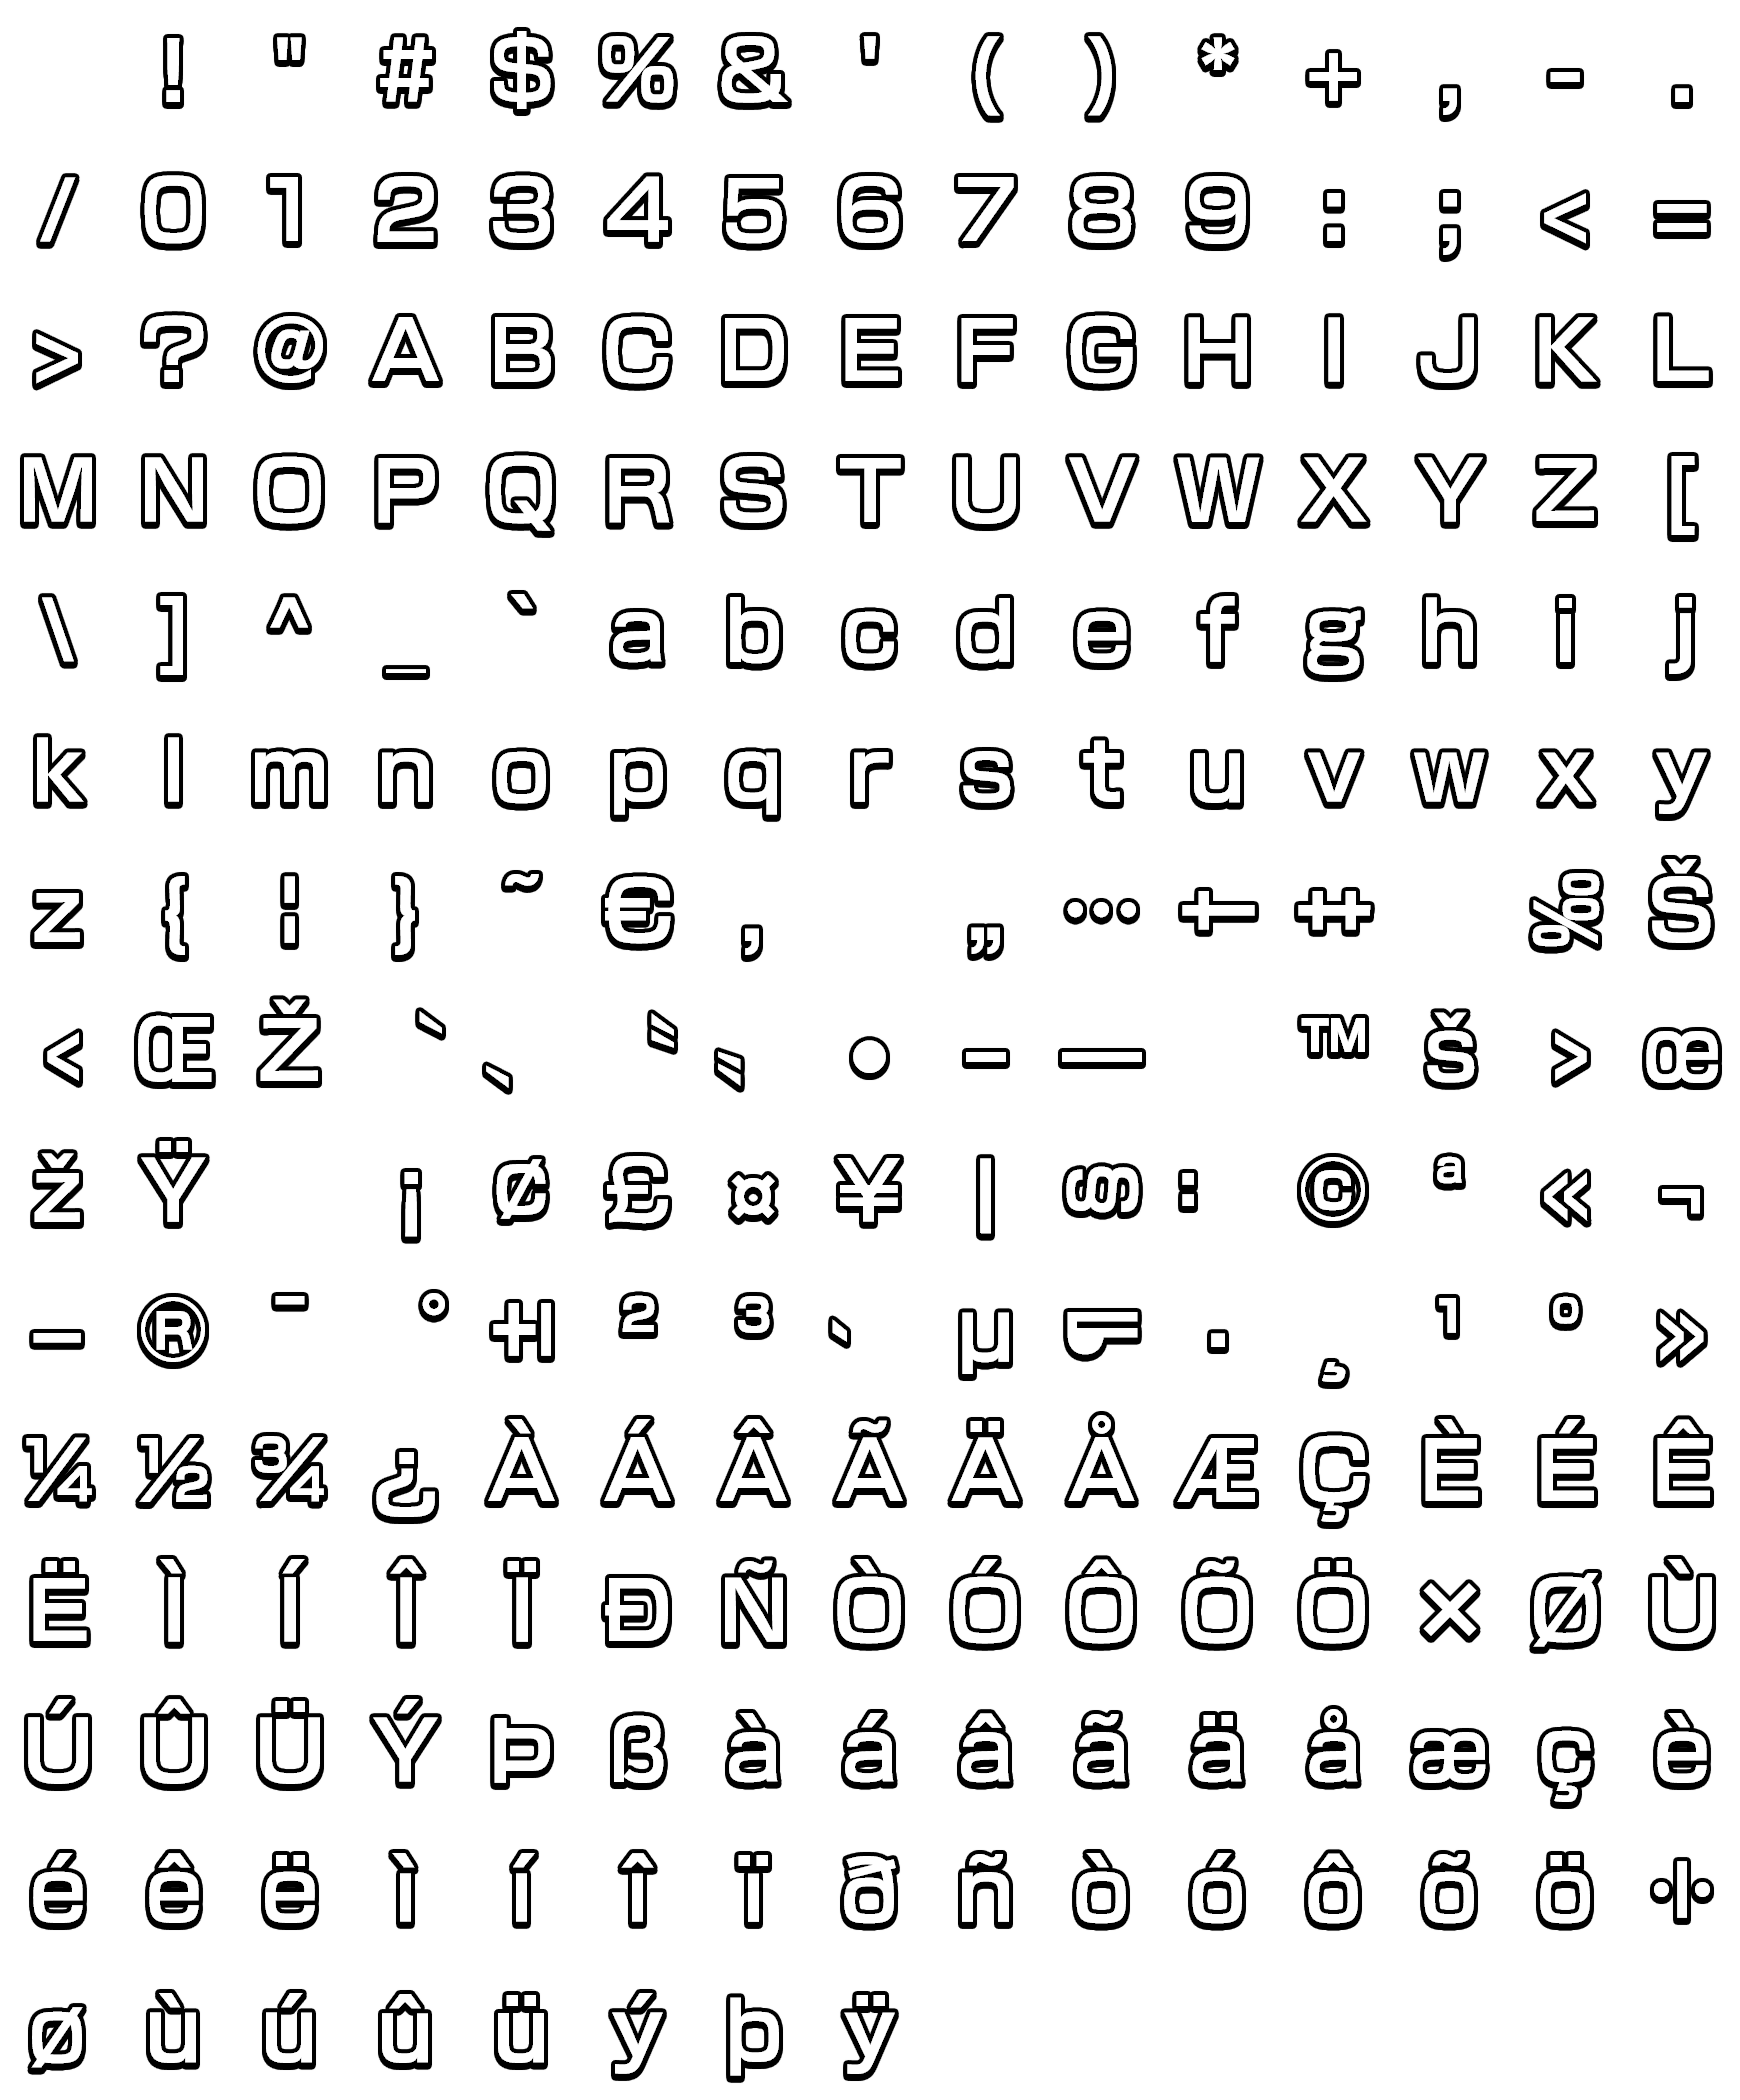 ! " # $ % & ' ( ) * + , - .
/ 0 1 2 3 4 5 6 7 8 9 : ; < =
> ? @ A B C D E F G H I J K L
M N O P Q R S T U V W X Y Z [
\ ] ^ _ ` a b c d e f g h i j
k l m n o p q r s t u v w x y
z { ¦ } ˜ € ‚ „ … † ‡ ‰ Š
‹ Œ Ž ‘ ’ “ ” • – — ™ š › œ
ž Ÿ ¡ ¢ £ ¤ ¥ | § ¨ © ª « ¬
– ® ¯ ° ± ² ³ ´ µ ¶ · ¸ ¹ º »
¼ ½ ¾ ¿ À Á Â Ã Ä Å Æ Ç È É Ê
Ë Ì Í Î Ï Ð Ñ Ò Ó Ô Õ Ö × Ø Ù
Ú Û Ü Ý Þ ß à á â ã ä å æ ç è
é ê ë ì í î ï ð ñ ò ó ô õ ö ÷
ø ù ú û ü ý þ ÿ